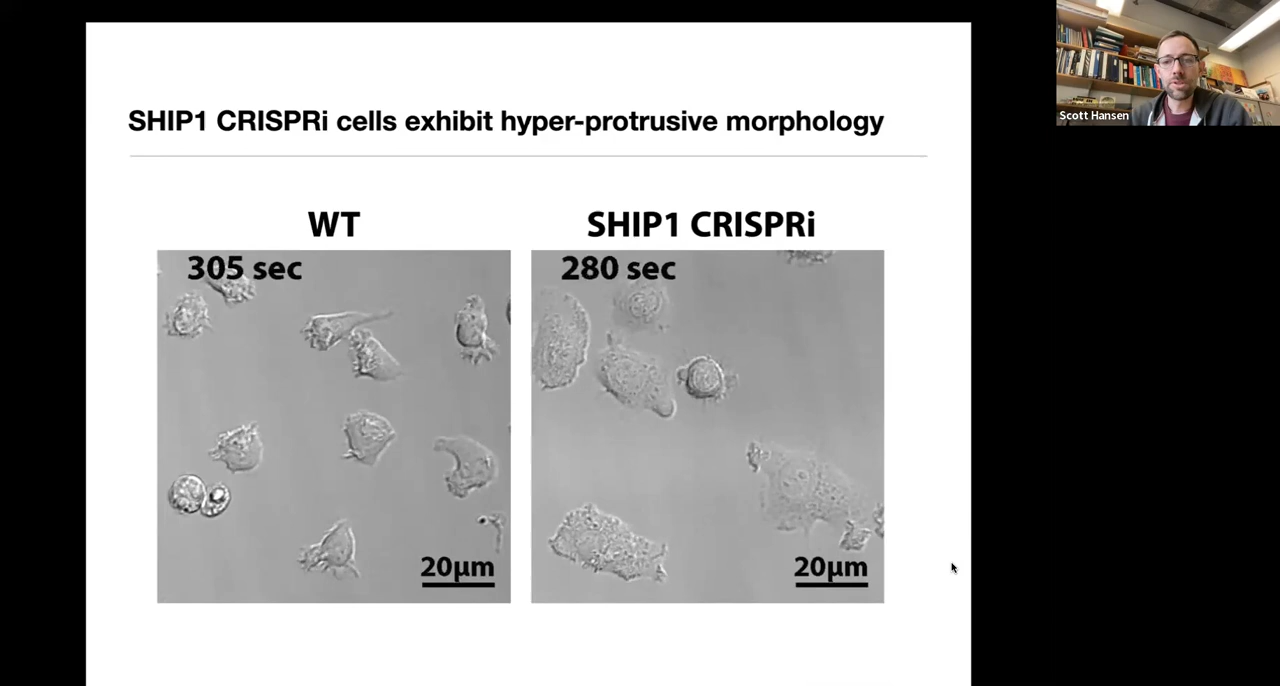 SHIP1 CRISPRi cells exhibit hyper-protrusive morphology
WT
SHIP1 CRISPRi
305 sec
280 sec
20µm
20µm
Scott Hansen